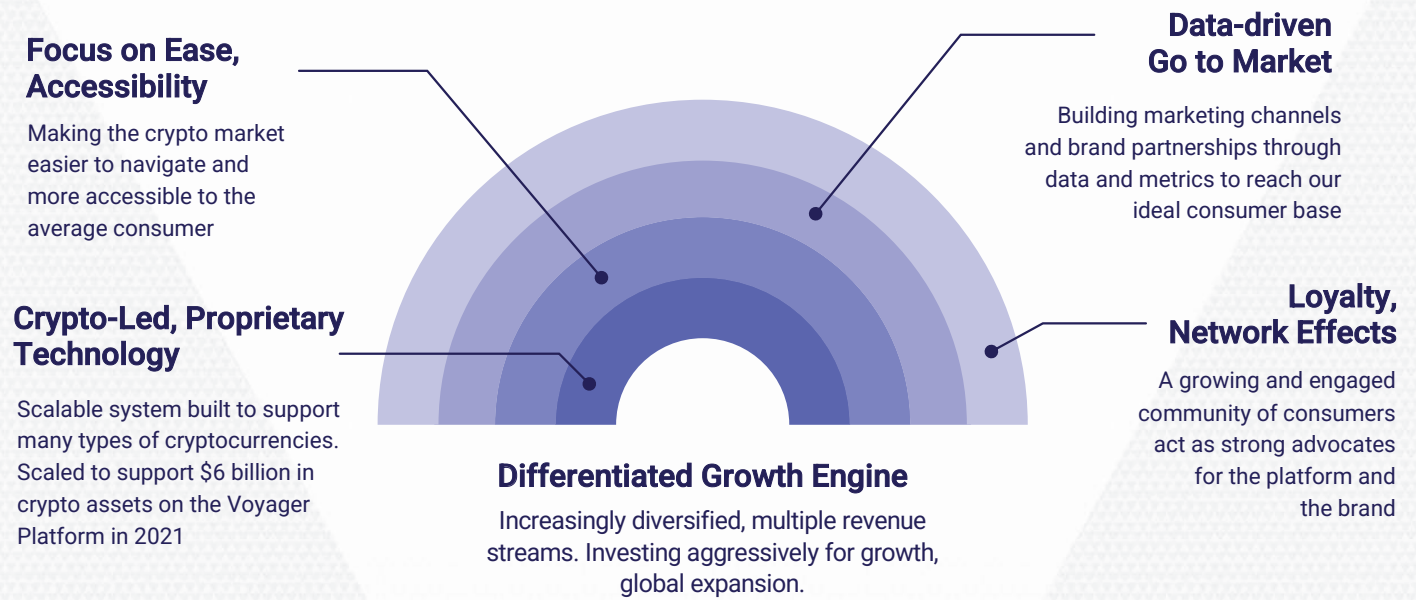 Focus on Ease,
Accessibility
Making the crypto market
easier to navigate and
more accessible to the
average consumer
Crypto-Led, Proprietary
Technology
Scalable system built to support
many types of cryptocurrencies.
Scaled to support $6 billion in
crypto assets on the Voyager
Platform in 2021
Data-driven
Go to Market
Building marketing channels
and brand partnerships through
data and metrics to reach our
ideal consumer base
Loyalty,
Network Effects
A growing and engaged
community of consumers
act as strong advocates
for the platform and
the brand
Differentiated Growth Engine
Increasingly diversified, multiple revenue
streams. Investing aggressively for growth,
global expansion.